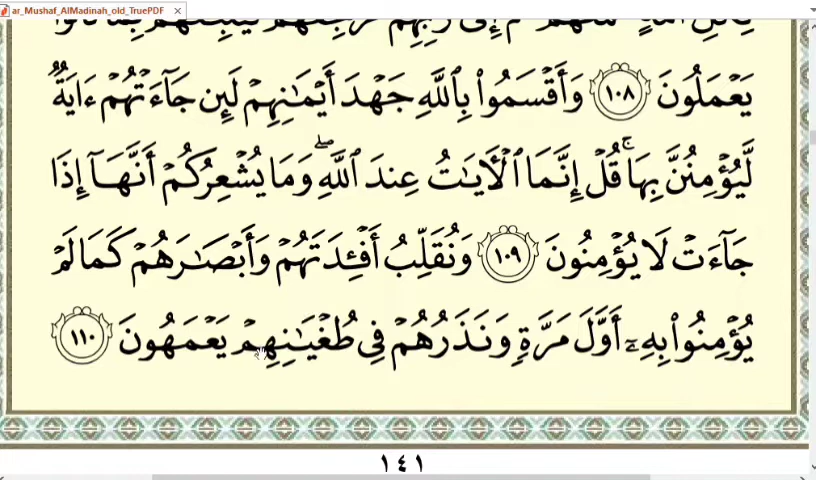 ar_Mushaf_AlMadinah_old_TruePDF
يَعْمَلُونَ ١٠٨ وَأَقْسَمُوا۟ بِٱللَّهِ جَهْدَ أَيْمَـٰنِهِمْ لَئِن جَآءَتْهُمْ ءَايَةٌ
لَّيُؤْمِنُنَّ بِهَا ۚ قُلْ إِنَّمَا ٱلْـَٔايَـٰتُ عِندَ ٱللَّهِ ۖ وَمَا يُشْعِرُكُمْ أَنَّهَآ إِذَا
جَآءَتْ لَا يُؤْمِنُونَ ١٠٩ وَنُقَلِّبُ أَفْـِٔدَتَهُمْ وَأَبْصَـٰرَهُمْ كَمَا لَمْ
يُؤْمِنُوا۟ بِهِۦٓ أَوَّلَ مَرَّةٍ وَنَذَرُهُمْ فِى طُغْيَـٰنِهِمْ يَعْمَهُونَ ١١٠
١٤١